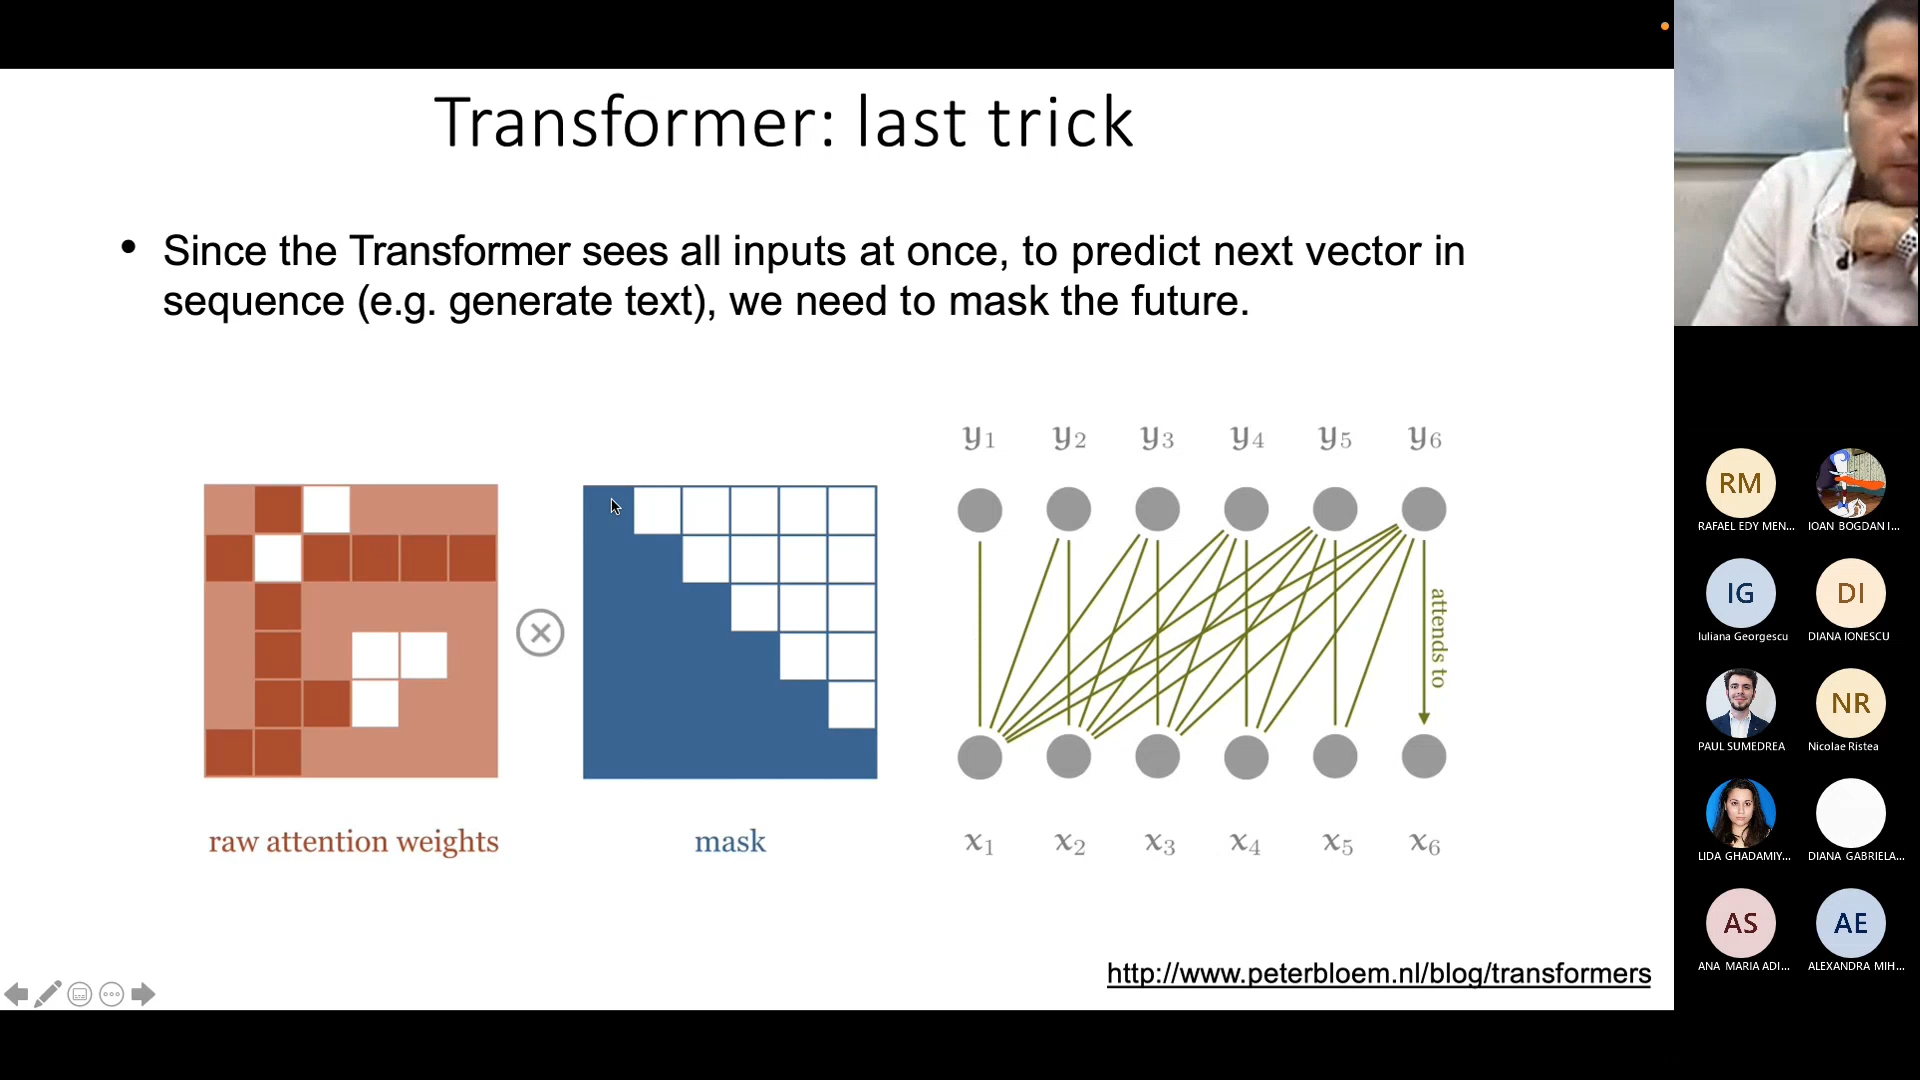 Transformer: last trick
• Since the Transformer sees all inputs at once, to predict next vector in
sequence (e.g. generate text), we need to mask the future.
y1 y2 y3 y4 y5 y6
attends to
raw attention weights
mask
x1 x2 x3 x4 x5 x6
http://www.peterbloem.nl/blog/transformers
RM
RAFAEL EDY MEN...
IOAN BOGDAN I...
IG
Iuliana Georgescu
DI
DIANA IONESCU
PAUL SUMEDREA
NR
Nicolae Ristea
LIDA GHADAMIY...
DIANA GABRIELA...
AS
ANA MARIA ADI...
AE
ALEXANDRA MIH...